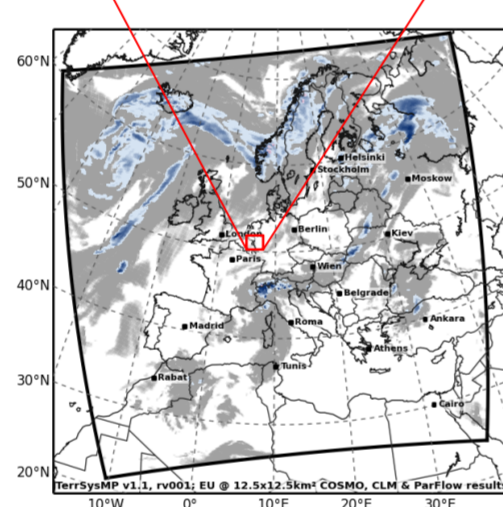 60°N
Helsinki
Stockholm
Moscow
50°N
London
Berlin
Kiev
Paris
Wien
40°N
Belgrade
Madrid
Roma
Ankara
Athens
Tunis
30°N
Rabat
Cairo
20°N
TerrSysMP v1.1, rv001; EU @ 12.5x12.5km² COSMO, CLM & ParFlow results
10°W 0° 10°E 20°E 30°E